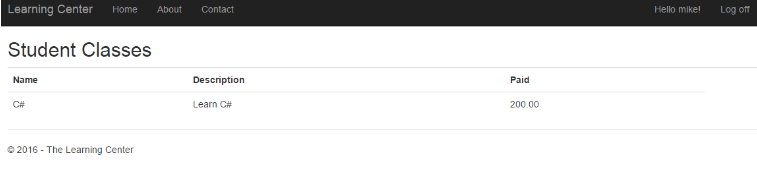 Learning Center Home About Contact Hello mike! Log off
Student Classes
Name Description Paid
C# Learn C# 200.00
© 2016 - The Learning Center